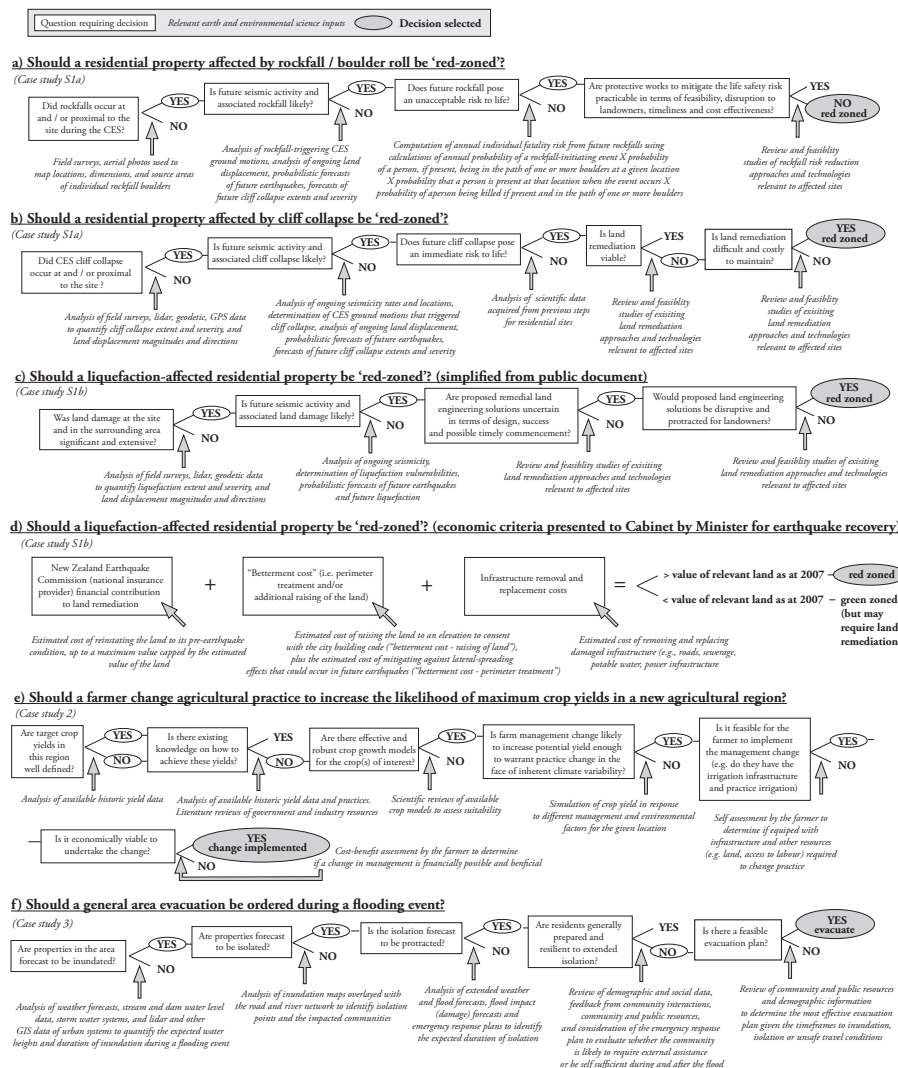 Question requiring decision
Relevant earth and environmental science inputs
Decision selected
a) Should a residential property affected by rockfall / boulder roll be ‘red-zoned’?
(Case study S1a)
Did rockfalls occur at
and / or proximal to the
site during the CES?
YES
NO
Is future seismic activity and
associated rockfall likely?
YES
NO
Does future rockfall pose
an unacceptable risk to life?
YES
NO
Are protective works to mitigate the life safety risk
practicable in terms of feasibility, disruption to
landowners, timeliness and cost effectiveness?
YES
NO
red zoned
Field surveys, aerial photos used to
map locations, dimensions, and source areas
of individual rockfall boulders
Analysis of rockfall-triggering CES
ground motions, analysis of ongoing land
displacement, probabilistic forecasts
of future earthquakes, forecasts of
future cliff collapse extents and severity
Computation of annual individual fatality risk from future rockfalls using
calculations of annual probability of a rockfall-initiating event X probability
of a person, if present, being in the path of one or more boulders at a given location
X probability that a person is present at that location when the event occurs X
probability of aperson being killed if present and in the path of one or more boulders
Review and feasiblity
studies of rockfall risk reduction
approaches and technologies
relevant to affected sites
b) Should a residential property affected by cliff collapse be ‘red-zoned’?
(Case study S1a)
Did CES cliff collapse
occur at and / or proximal
to the site ?
YES
NO
Is future seismic activity and
associated cliff collapse likely?
YES
NO
Does future cliff collapse pose
an immediate risk to life?
YES
NO
Is land
remediation
viable?
YES
NO
Is land remediation
difficult and costly
to maintain?
YES
red zoned
NO
Analysis of field surveys, lidar, geodetic, GPS data
to quantify cliff collapse extent and severity, and
land displacement magnitudes and directions
Analysis of ongoing seismicity rates and locations,
determination of CES ground motions that triggered
cliff collapse, analysis of ongoing land displacement,
probabilistic forecasts of future earthquakes,
forecasts of future cliff collapse extents and severity
Analysis of scientific data
acquired from previous steps
for residential sites
Review and feasiblity
studies of exisiting
land remediation
approaches and technologies
relevant to affected sites
Review and feasiblity
studies of exisiting
land remediation
approaches and technologies
relevant to affected sites
c) Should a liquefaction-affected residential property be ‘red-zoned’? (simplified from public document)
(Case study S1b)
Was land damage at the site
and in the surrounding area
significant and extensive?
YES
NO
Is future seismic activity and
associated land damage likely?
YES
NO
Are proposed remedial land
engineering solutions uncertain
in terms of design, success
and possible timely commencement?
YES
NO
Would proposed land engineering
solutions be disruptive and
protracted for landowners?
YES
red zoned
NO
Analysis of field surveys, lidar, geodetic data
to quantify liquefaction extent and severity, and
land displacement magnitudes and directions
Analysis of ongoing seismicity,
determination of liquefaction vulnerabilities,
probabilistic forecasts of future earthquakes
and future liquefaction
Review and feasiblity studies of exisiting
land remediation approaches and technologies
relevant to affected sites
Review and feasiblity studies of exisiting
land remediation approaches and technologies
relevant to affected sites
d) Should a liquefaction-affected residential property be ‘red-zoned’? (economic criteria presented to Cabinet by Minister for earthquake recovery)
(Case study S1b)
New Zealand Earthquake
Commission (national insurance
provider) financial contribution
to land remediation
+
“Betterment cost” (i.e. perimeter
treatment and/or
additional raising of the land)
+
Infrastructure removal and
replacement costs
=
> value of relevant land as at 2007 – red zoned
< value of relevant land as at 2007 – green zoned
(but may
require land
remediation
Estimated cost of reinstating the land to its pre-earthquake
condition, up to a maximum value capped by the estimated
value of the land
Estimated cost of raising the land to an elevation to consent
with the city building code (“betterment cost - raising of land”),
plus the estimated cost of mitigating against lateral-spreading
effects that could occur in future earthquakes (“betterment cost - perimeter treatment”)
Estimated cost of removing and replacing
damaged infrastructure (e.g., roads, sewerage,
potable water, power infrastructure
e) Should a farmer change agricultural practice to increase the likelihood of maximum crop yields in a new agricultural region?
(Case study 2)
Are target crop
yields in
this region
well defined?
YES
NO
Is there existing
knowledge on how to
achieve these yields?
YES
NO
Are there effective and
robust crop growth models
for the crop(s) of interest?
YES
NO
Is farm management change likely
to increase potential yield enough
to warrant practice change in the
face of inherent climate variability?
YES
NO
Is it feasible for the
farmer to implement
the management change
(e.g. do they have the
irrigation infrastructure
and practice irrigation)
YES
NO
Analysis of available historic yield data
Analysis of available historic yield data and practices.
Literature reviews of government and industry resources
Scientific reviews of available
crop models to assess suitability
Simulation of crop yield in response
to different management and environmental
factors for the given location
Self assessment by the farmer to
determine if equipped with
infrastructure and other resources
(e.g. land, access to labour) required
to change practice
Is it economically viable to
undertake the change?
YES
change implemented
NO
Cost-benefit assessment by the farmer to determine
if a change in management is financially possible and benficial
f) Should a general area evacuation be ordered during a flooding event?
(Case study 3)
Are properties in the area
forecast to be inundated?
YES
NO
Are properties forecast
to be isolated?
YES
NO
Is the isolation forecast
to be protracted?
YES
NO
Are residents generally
prepared and
resilient to extended
isolation?
YES
NO
Is there a feasible
evacuation plan?
YES
evacuate
NO
Analysis of weather forecasts, stream and dam water level
data, storm water systems, and lidar and other
GIS data of urban systems to quantify the expected water
heights and duration of inundation during a flooding event
Analysis of inundation maps overlayed with
the road and river network to identify isolation
points and the impacted communities
Analysis of extended weather
and flood forecasts, flood impact
(damage) forecasts and
emergency response plans to identify
the expected duration of isolation
Review of demographic and social data,
feedback from community interactions,
community and public resources,
and consideration of the emergency response
plan to evaluate whether the community
is likely to require external assistance
or be self sufficient during and after the flood
Review of community and public resources
and demographic information
to determine the most effective evacuation
plan given the timeframes to inundation,
isolation or unsafe travel conditions